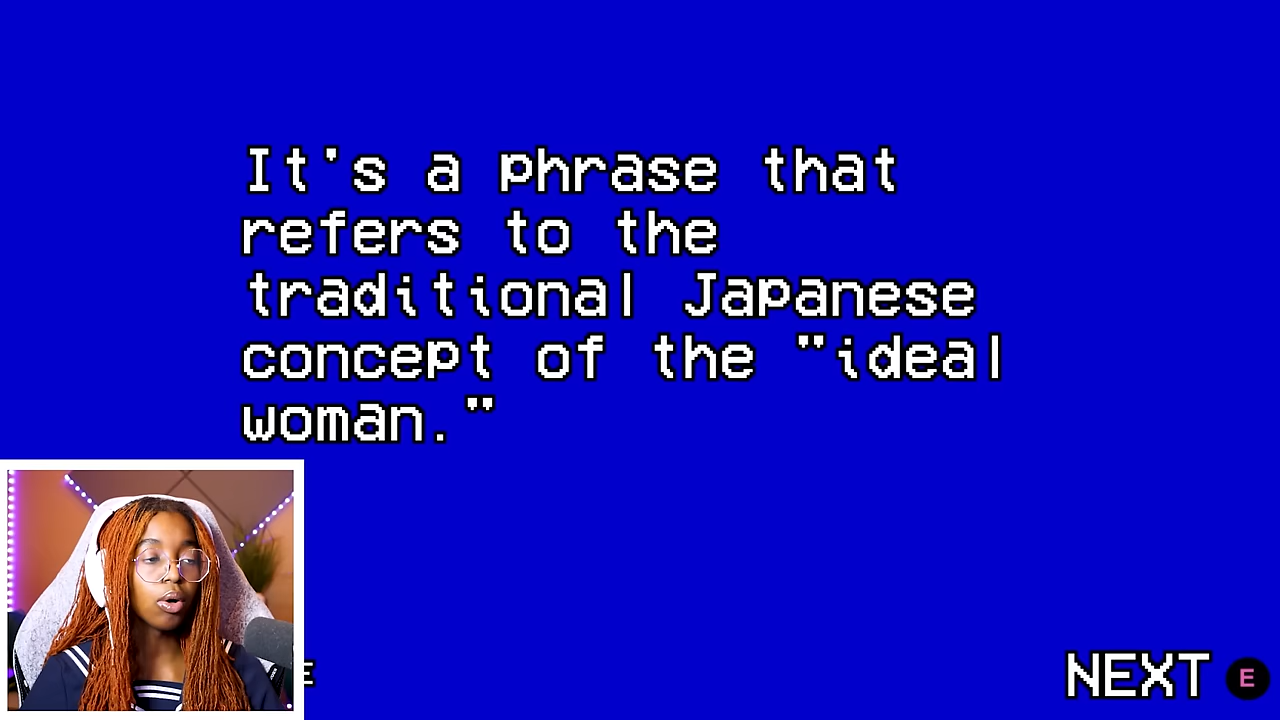 It's a phrase that
refers to the
traditional Japanese
concept of the "ideal
woman."
NEXT E